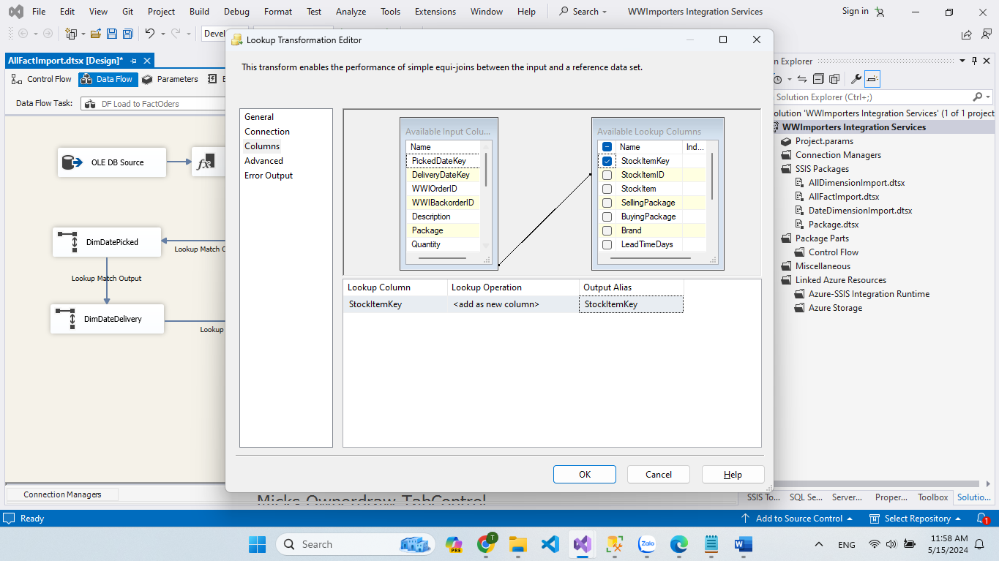 File Edit View Git Project Build Debug Format Test Analyze Tools Extensions Window Help Search WWImporters Integration Services Sign in
Devel
AllFactImport.dtsx [Design]*
Control Flow Data Flow Parameters E
Data Flow Task: DF Load to FactOders
OLE DB Source
fx
DimDatePicked
Lookup Match O
Lookup Match Output
DimDateDelivery
Lookup
Connection Managers
Lookup Transformation Editor
This transform enables the performance of simple equi-joins between the input and a reference data set.
General
Connection
Columns
Advanced
Error Output
Available Input Colu...
Name
PickedDateKey
DeliveryDateKey
WWIOrderID
WWIBackorderID
Description
Package
Quantity
Available Lookup Columns
Name Ind...
StockItemKey
StockItemID
StockItem
SellingPackage
BuyingPackage
Brand
LeadTimeDays
Lookup Column Lookup Operation Output Alias
StockItemKey <add as new column> StockItemKey
OK Cancel Help
Micks Ownerdraw TabControl
n Explorer
Solution Explorer (Ctrl+;)
olution 'WWImporters Integration Services' (1 of 1 project
WWImporters Integration Services
Project.params
Connection Managers
SSIS Packages
AllDimensionImport.dtsx
AllFactImport.dtsx
DateDimensionImport.dtsx
Package.dtsx
Package Parts
Control Flow
Miscellaneous
Linked Azure Resources
Azure-SSIS Integration Runtime
Azure Storage
SSIS To... SQL Se... Server... Proper... Toolbox Solutio...
Ready Add to Source Control Select Repository 1
Search PRE T Zalo ENG 11:58 AM
5/15/2024